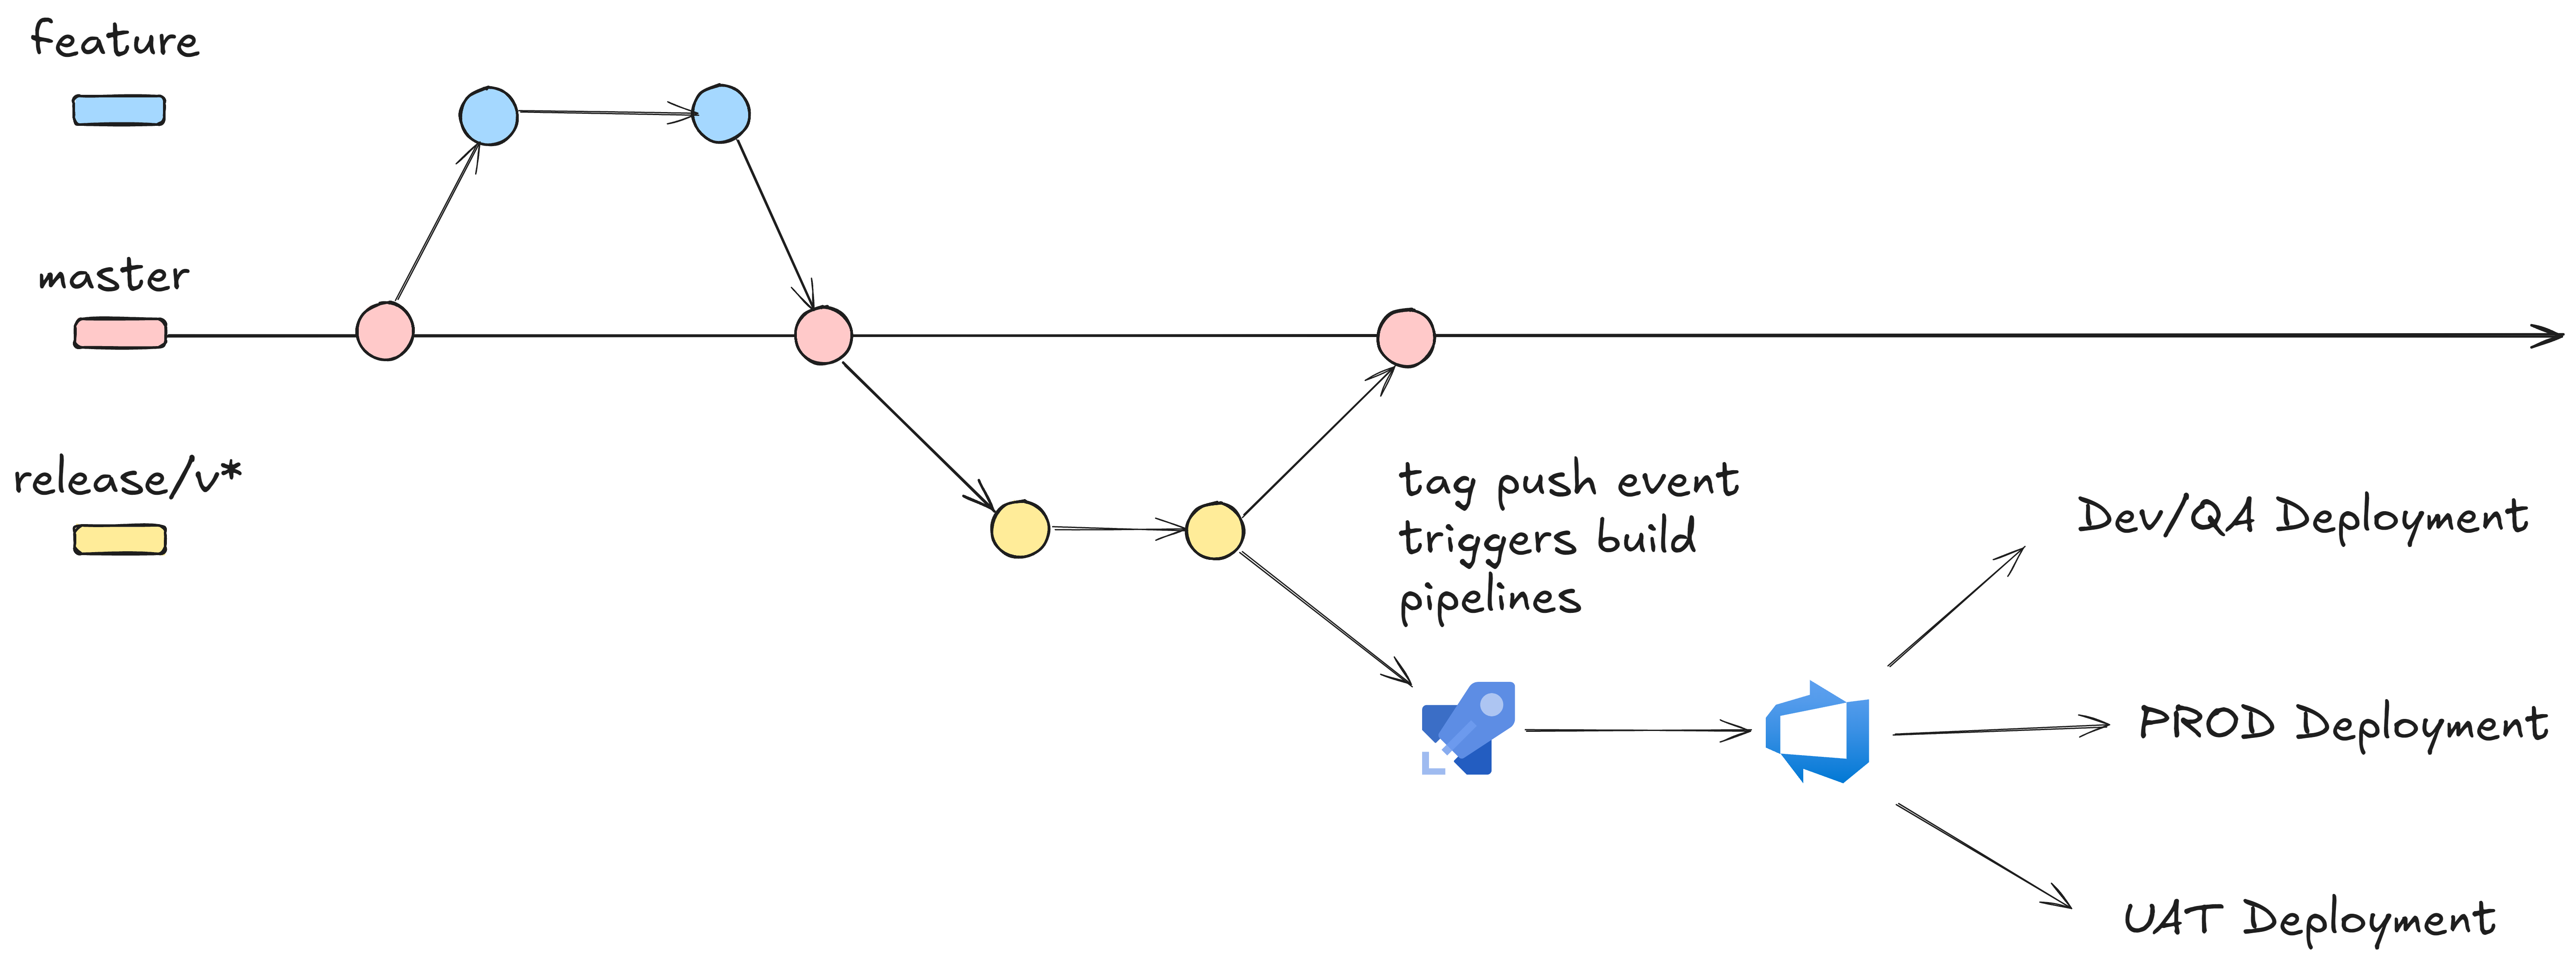 feature
master
release/v*
tag push event
triggers build
pipelines
Dev/QA Deployment
PROD Deployment
UAT Deployment